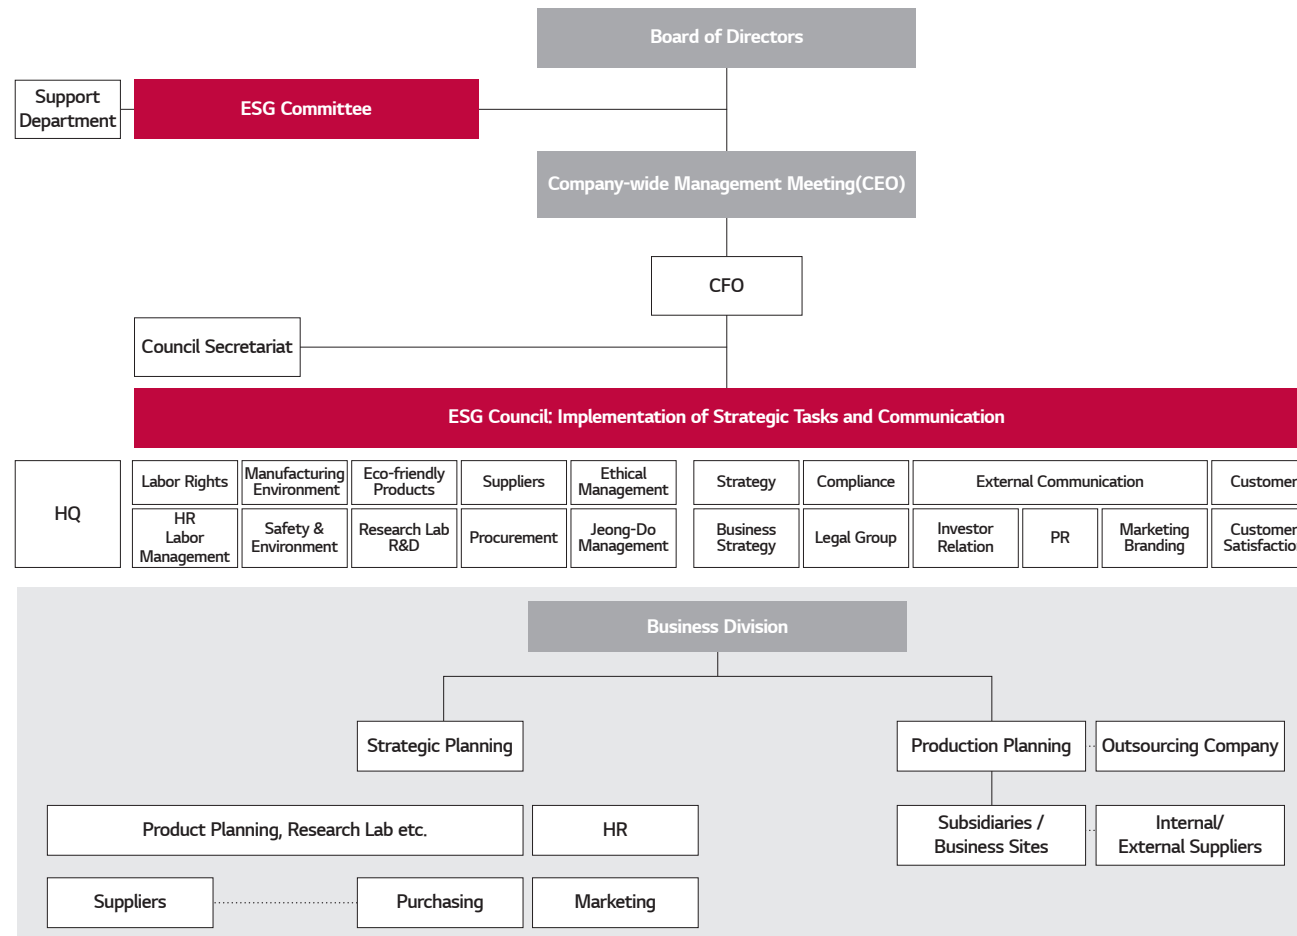 Board of Directors
Support
Department
ESG Committee
Company-wide Management Meeting(CEO)
CFO
Council Secretariat
ESG Council: Implementation of Strategic Tasks and Communication
HQ
Labor Rights
Manufacturing
Environment
Eco-friendly
Products
Suppliers
Ethical
Management
Strategy
Compliance
External Communication
Customer
HR
Labor
Management
Safety &
Environment
Research Lab
R&D
Procurement
Jeong-Do
Management
Business
Strategy
Legal Group
Investor
Relation
PR
Marketing
Branding
Customer
Satisfaction
Business Division
Strategic Planning
Production Planning
Outsourcing Company
Product Planning, Research Lab etc.
HR
Subsidiaries /
Business Sites
Internal/
External Suppliers
Suppliers
Purchasing
Marketing